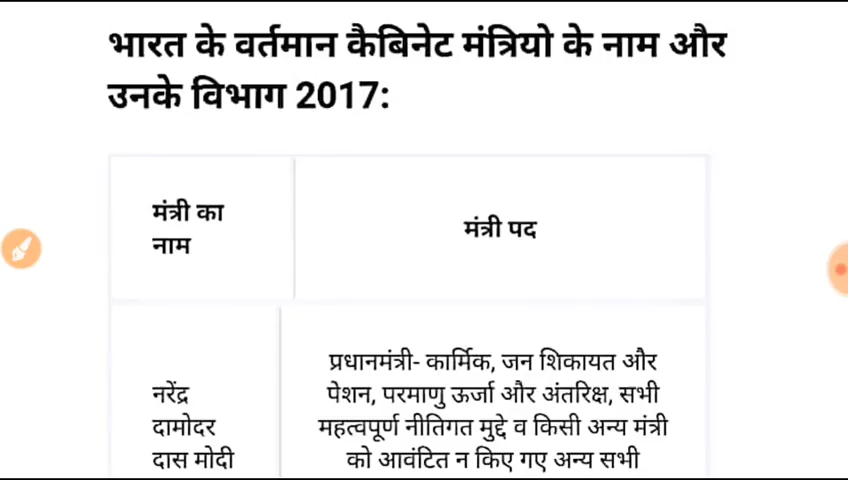 भारत के वर्तमान कैबिनेट मंत्रियो के नाम और
उनके विभाग 2017:
मंत्री का
नाम
मंत्री पद
नरेंद्र
दामोदर
दास मोदी
प्रधानमंत्री- कार्मिक, जन शिकायत और
पेशन, परमाणु ऊर्जा और अंतरिक्ष, सभी
महत्वपूर्ण नीतिगत मुद्दे व किसी अन्य मंत्री
को आवंटित न किए गए अन्य सभी